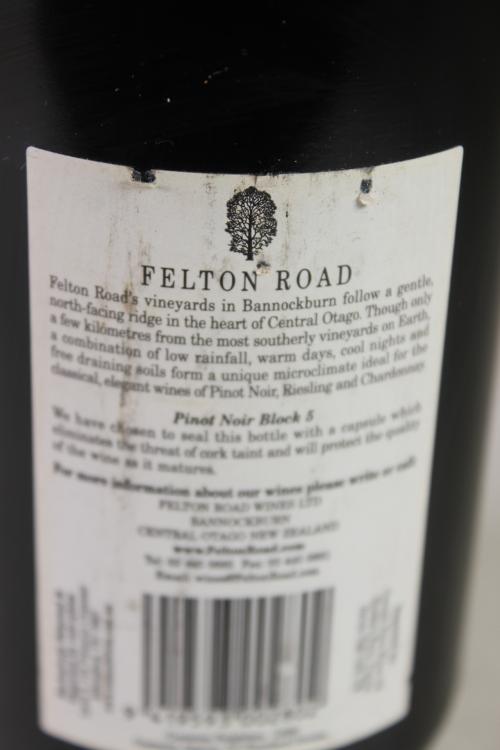 FELTON ROAD
Felton Road's vineyards in Bannockburn follow a gentle,
north-facing ridge in the heart of Central Otago. Though only
a few kilometres from the most southerly vineyards on Earth,
a combination of low rainfall, warm days, cool nights and
free draining soils form a unique microclimate ideal for the
classical, elegant wines of Pinot Noir, Riesling and Chardonnay.
Pinot Noir Block 5
We have chosen to seal this bottle with a capsule which
eliminates the threat of cork taint and will protect the quality
of the wine as it matures.
For more information about our wines please write or call:
FELTON ROAD WINES LTD
BANNOCKBURN
CENTRAL OTAGO NEW ZEALAND
www.FeltonRoad.com
Email: wines@FeltonRoad.com